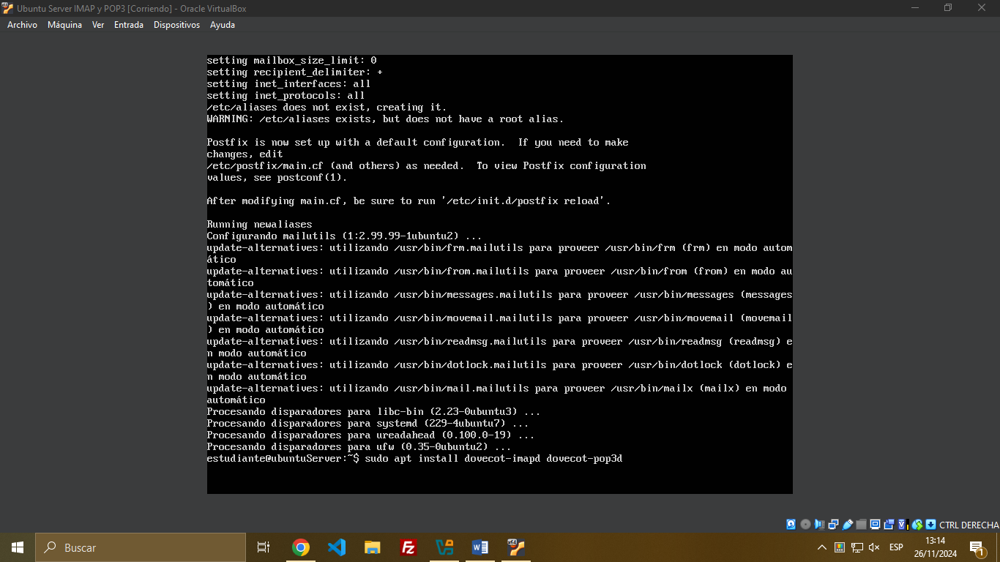 Ubuntu Server IMAP y POP3 [Corriendo] - Oracle VirtualBox
Archivo Máquina Ver Entrada Dispositivos Ayuda
setting mailbox_size_limit: 0
setting recipient_delimiter: +
setting inet_interfaces: all
setting inet_protocols: all
/etc/aliases does not exist, creating it.
WARNING: /etc/aliases exists, but does not have a root alias.
Postfix is now set up with a default configuration.  If you need to make
changes, edit
/etc/postfix/main.cf (and others) as needed.  To view Postfix configuration
values, see postconf(1).
After modifying main.cf, be sure to run '/etc/init.d/postfix reload'.
Running newaliases
Configurando mailutils (1:2.99.99-1ubuntu2) ...
update-alternatives: utilizando /usr/bin/frm.mailutils para proveer /usr/bin/frm (frm) en modo autom
ático
update-alternatives: utilizando /usr/bin/from.mailutils para proveer /usr/bin/from (from) en modo au
tomático
update-alternatives: utilizando /usr/bin/messages.mailutils para proveer /usr/bin/messages (messages
) en modo automático
update-alternatives: utilizando /usr/bin/movemail.mailutils para proveer /usr/bin/movemail (movemail
) en modo automático
update-alternatives: utilizando /usr/bin/readmsg.mailutils para proveer /usr/bin/readmsg (readmsg) e
n modo automático
update-alternatives: utilizando /usr/bin/dotlock.mailutils para proveer /usr/bin/dotlock (dotlock) e
n modo automático
update-alternatives: utilizando /usr/bin/mail.mailutils para proveer /usr/bin/mailx (mailx) en modo
automático
Procesando disparadores para libc-bin (2.23-0ubuntu3) ...
Procesando disparadores para systemd (229-4ubuntu7) ...
Procesando disparadores para ureadahead (0.100.0-19) ...
Procesando disparadores para ufw (0.35-0ubuntu2) ...
estudiante@ubuntuServer:~$ sudo apt install dovecot-imapd dovecot-pop3d
CTRL DERECHA
Buscar
ESP
13:14
26/11/2024
1